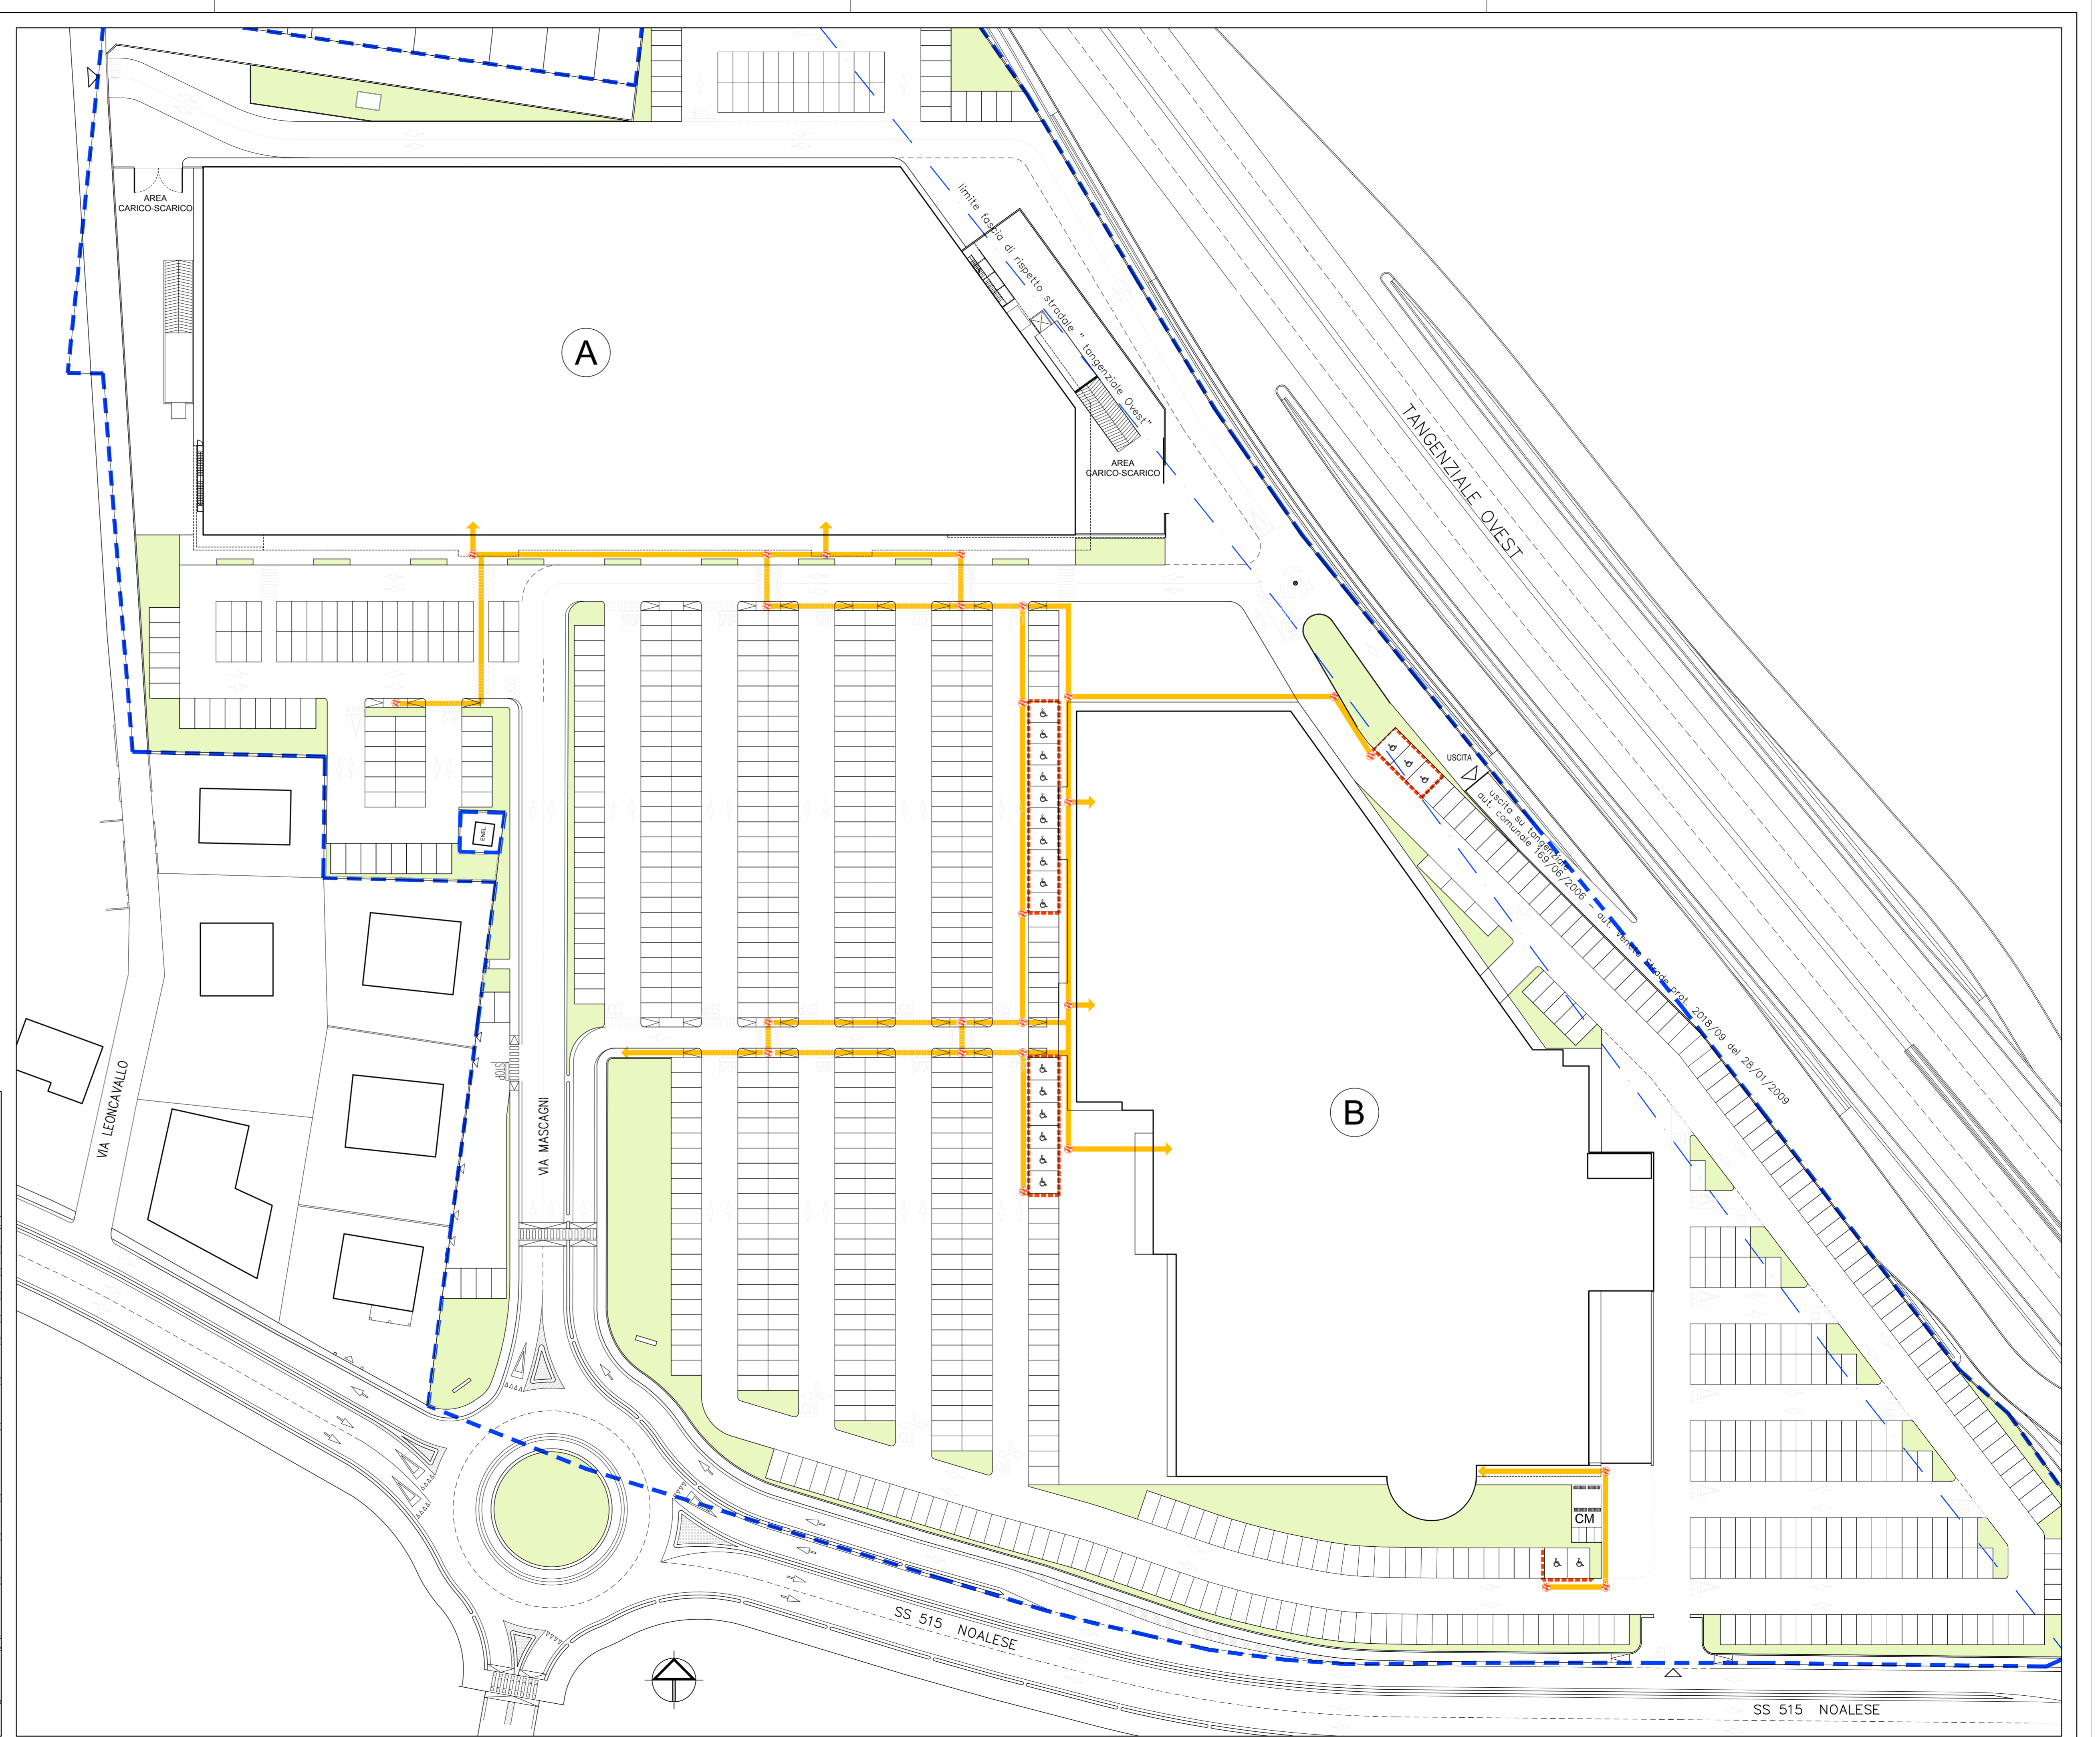 AREA
CARICO-SCARICO
limite fascia di rispetto stradale " tangenziale Ovest"
A
TANGENZIALE OVEST
AREA
CARICO-SCARICO
USCITA
uscita su tangenziale
aut. comunale 169/06/2006 - aut. Veneto Strade prot. 2018/09 del 28/01/2009
ENEL
STOP
VIA LEONCAVALLO
VIA MASCAGNI
B
CM
SS 515 NOALESE
SS 515 NOALESE